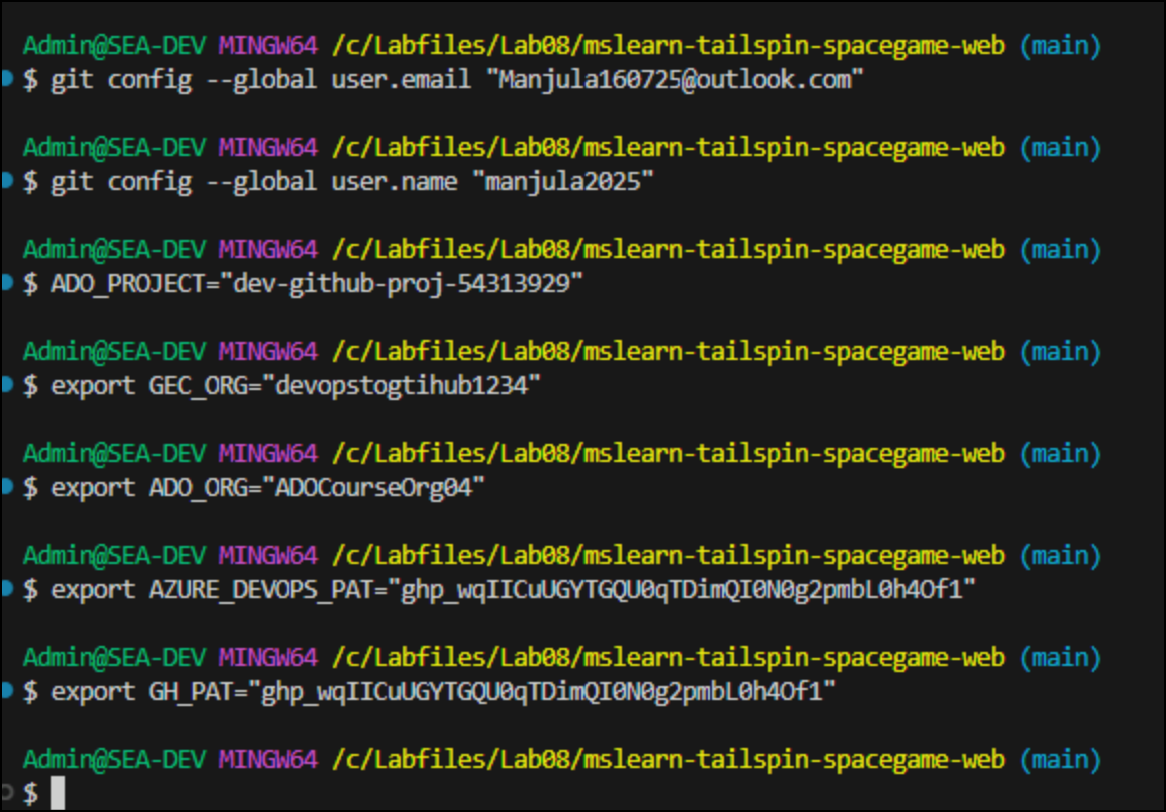 Admin@SEA-DEV MINGW64 /c/Labfiles/Lab08/mslearn-tailspin-spacegame-web (main)
$ git config --global user.email "Manjula160725@outlook.com"
Admin@SEA-DEV MINGW64 /c/Labfiles/Lab08/mslearn-tailspin-spacegame-web (main)
$ git config --global user.name "manjula2025"
Admin@SEA-DEV MINGW64 /c/Labfiles/Lab08/mslearn-tailspin-spacegame-web (main)
$ ADO_PROJECT="dev-github-proj-54313929"
Admin@SEA-DEV MINGW64 /c/Labfiles/Lab08/mslearn-tailspin-spacegame-web (main)
$ export GEC_ORG="devopstogtihub1234"
Admin@SEA-DEV MINGW64 /c/Labfiles/Lab08/mslearn-tailspin-spacegame-web (main)
$ export ADO_ORG="ADOCourseOrg04"
Admin@SEA-DEV MINGW64 /c/Labfiles/Lab08/mslearn-tailspin-spacegame-web (main)
$ export AZURE_DEVOPS_PAT="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"
Admin@SEA-DEV MINGW64 /c/Labfiles/Lab08/mslearn-tailspin-spacegame-web (main)
$ export GH_PAT="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"
Admin@SEA-DEV MINGW64 /c/Labfiles/Lab08/mslearn-tailspin-spacegame-web (main)
$